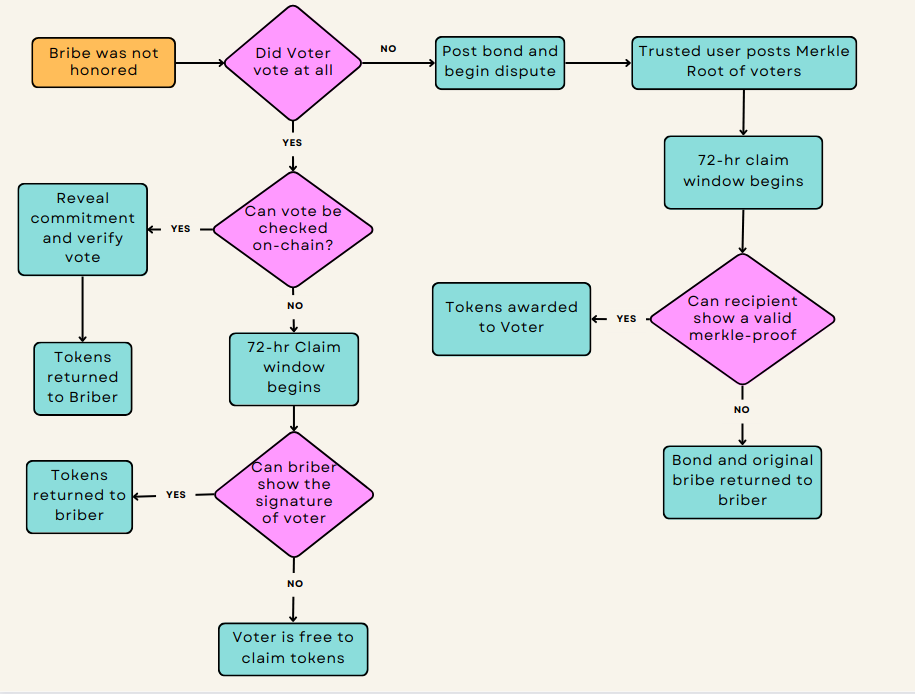 Bribe was not
honored
Did Voter
vote at all
NO
Post bond and
begin dispute
Trusted user posts Merkle
Root of voters
YES
72-hr claim
window begins
Can vote be
checked
on-chain?
YES
Reveal
commitment
and verify
vote
NO
Tokens
returned
to Briber
72-hr Claim
window
begins
Can recipient
show a valid
merkle-proof
YES
Tokens awarded
to Voter
NO
Bond and original
bribe returned to
briber
Can briber
show the
signature
of voter
YES
Tokens
returned to
briber
NO
Voter is free to
claim tokens